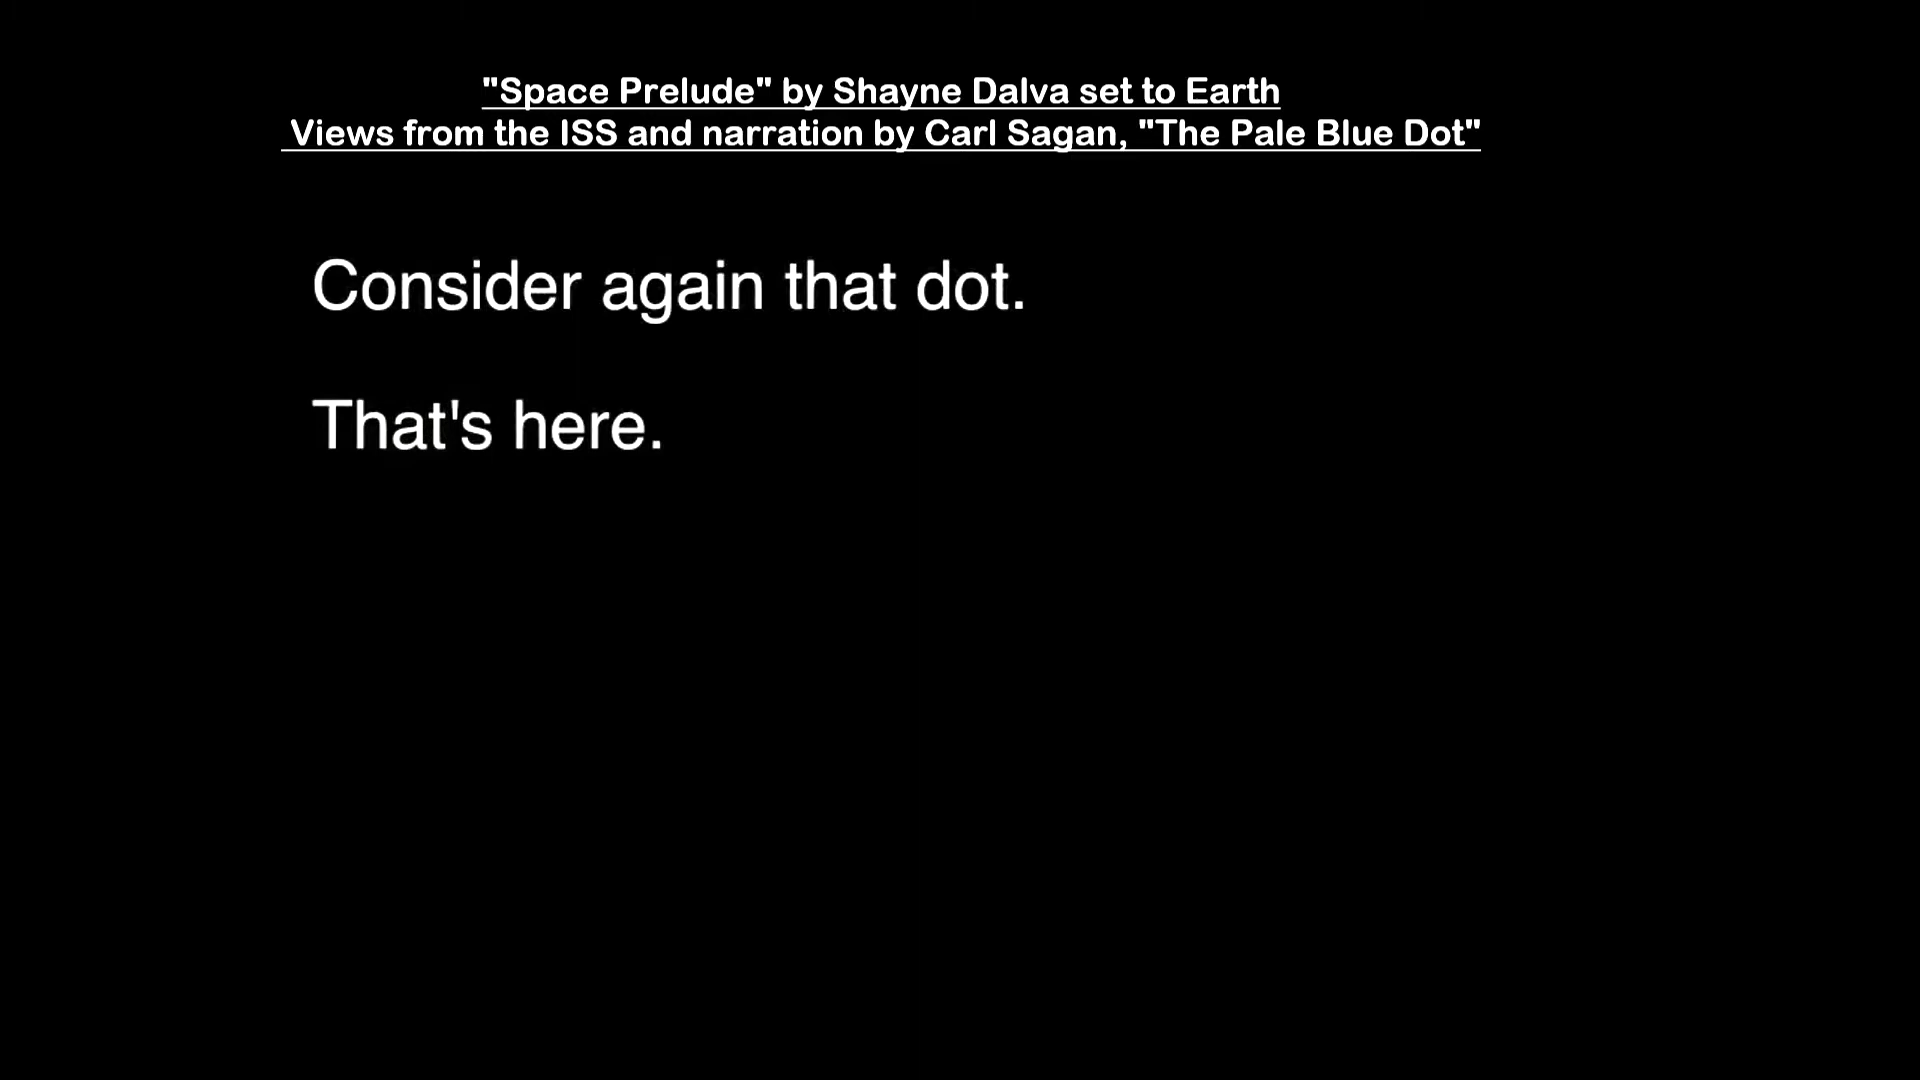 "Space Prelude" by Shayne Dalva set to Earth
Views from the ISS and narration by Carl Sagan, "The Pale Blue Dot"
Consider again that dot.
That's here.